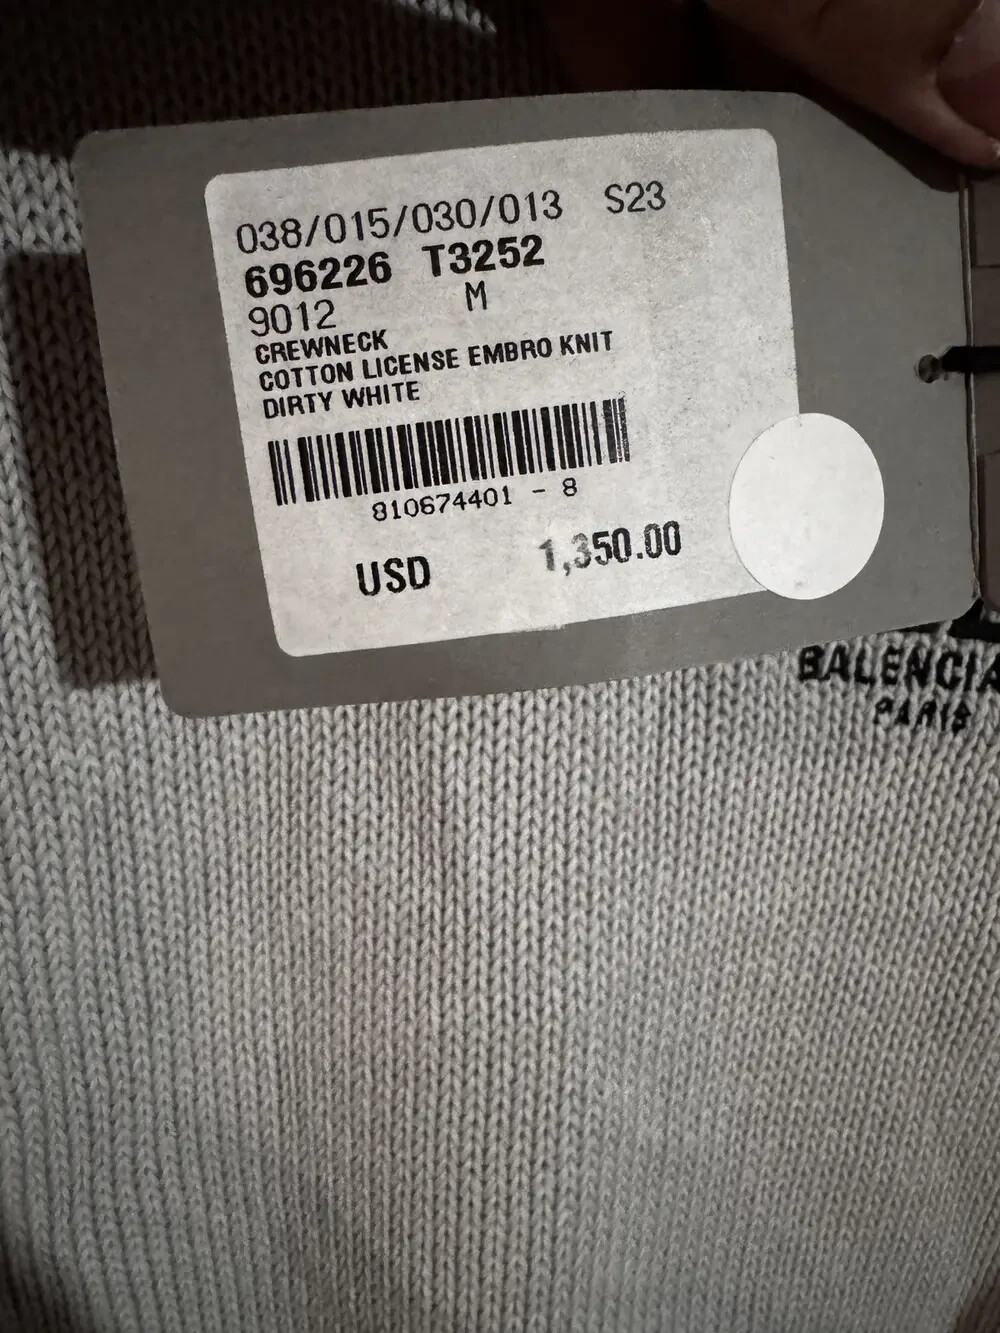 038/015/030/013 S23
696226 T3252
9012 M
CREWNECK
COTTON LICENSE EMBRO KNIT
DIRTY WHITE
810674401 - 8
USD 1,350.00
BALENCIA
PARIS